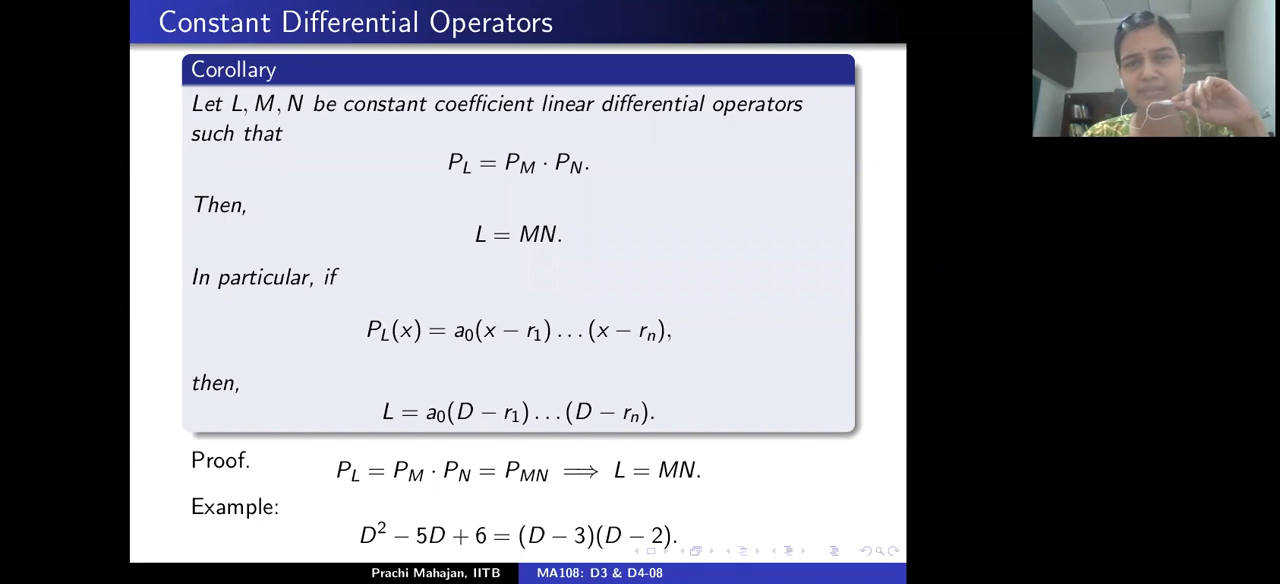 Constant Differential Operators
Corollary
Let L, M, N be constant coefficient linear differential operators
such that
P_L = P_M · P_N.
Then,
L = MN.
In particular, if
P_L(x) = a_0(x − r_1) . . . (x − r_n),
then,
L = a_0(D − r_1) . . . (D − r_n).
Proof.
P_L = P_M · P_N = P_{MN} ⟹ L = MN.
Example:
D^2 − 5D + 6 = (D − 3)(D − 2).
Prachi Mahajan, IITB MA108: D3 & D4-08